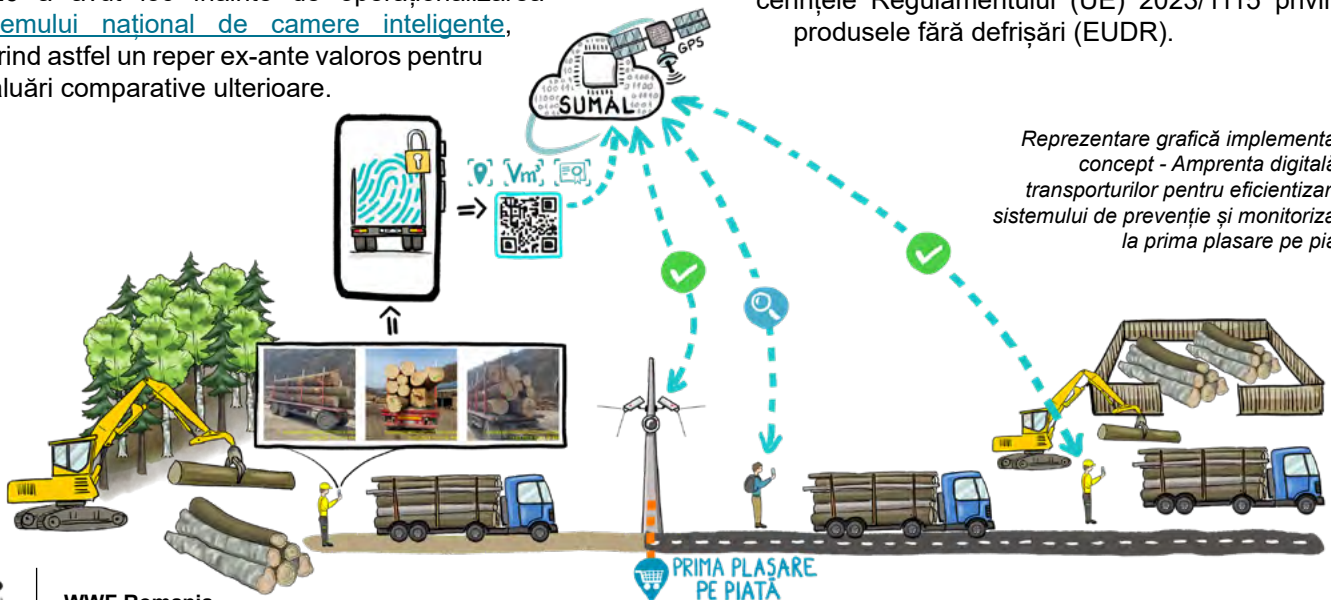 emului național de camere inteligente,
rind astfel un reper ex-ante valoros pentru
luări comparative ulterioare.
produsele fără defrișări (EUDR).
GPS
SUMAL
Vm³
Reprezentare grafică implementa
concept - Amprenta digitală
transporturilor pentru eficientizar
sistemului de prevenție și monitoriza
la prima plasare pe pia
PRIMA PLASARE
PE PIAȚĂ
WWF Romania